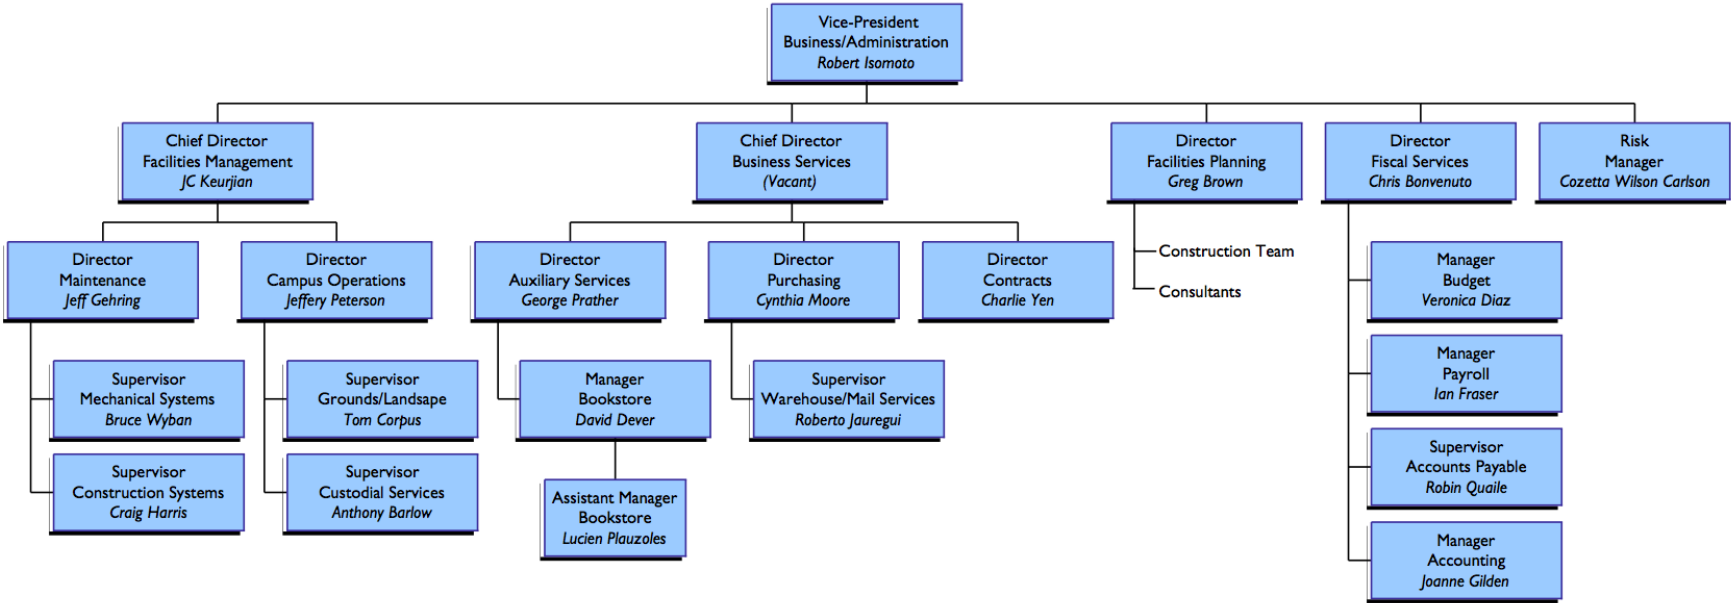 Vice-President
Business/Administration
Robert Isomoto
Chief Director
Facilities Management
JC Keurjian
Chief Director
Business Services
(Vacant)
Director
Facilities Planning
Greg Brown
Director
Fiscal Services
Chris Bonvenuto
Risk
Manager
Cozetta Wilson Carlson
Director
Maintenance
Jeff Gehring
Director
Campus Operations
Jeffery Peterson
Director
Auxiliary Services
George Prather
Director
Purchasing
Cynthia Moore
Director
Contracts
Charlie Yen
Construction Team
Consultants
Manager
Budget
Veronica Diaz
Manager
Payroll
Ian Fraser
Supervisor
Mechanical Systems
Bruce Wyban
Supervisor
Grounds/Landsape
Tom Corpus
Manager
Bookstore
David Dever
Supervisor
Warehouse/Mail Services
Roberto Jauregui
Supervisor
Accounts Payable
Robin Quaile
Supervisor
Construction Systems
Craig Harris
Supervisor
Custodial Services
Anthony Barlow
Assistant Manager
Bookstore
Lucien Plauzoles
Manager
Accounting
Joanne Gilden